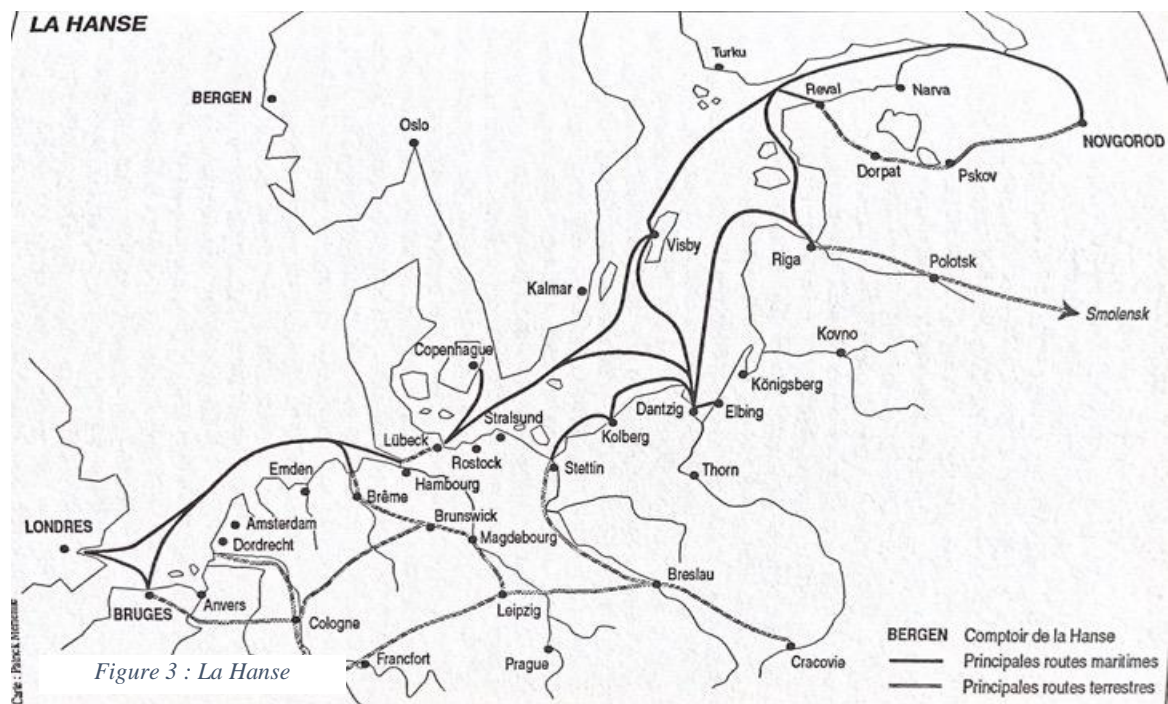 LA HANSE
Turku
BERGEN
Reval
Narva
Oslo
NOVGOROD
Dorpat
Pskov
Visby
Riga
Polotsk
Kalmar
Smolensk
Kovno
Copenhague
Königsberg
Stralsund
Dantzig
Elbing
Kolberg
Lübeck
Rostock
Stettin
Thorn
Emden
Hambourg
Brême
Brunswick
LONDRES
Amsterdam
Dordrecht
Magdebourg
Breslau
BRUGES
Anvers
Leipzig
Cologne
Francfort
Prague
Cracovie
BERGEN Comptoir de la Hanse
Principales routes maritimes
Principales routes terrestres
Carte : Patrick Mérienne
Figure 3 : La Hanse